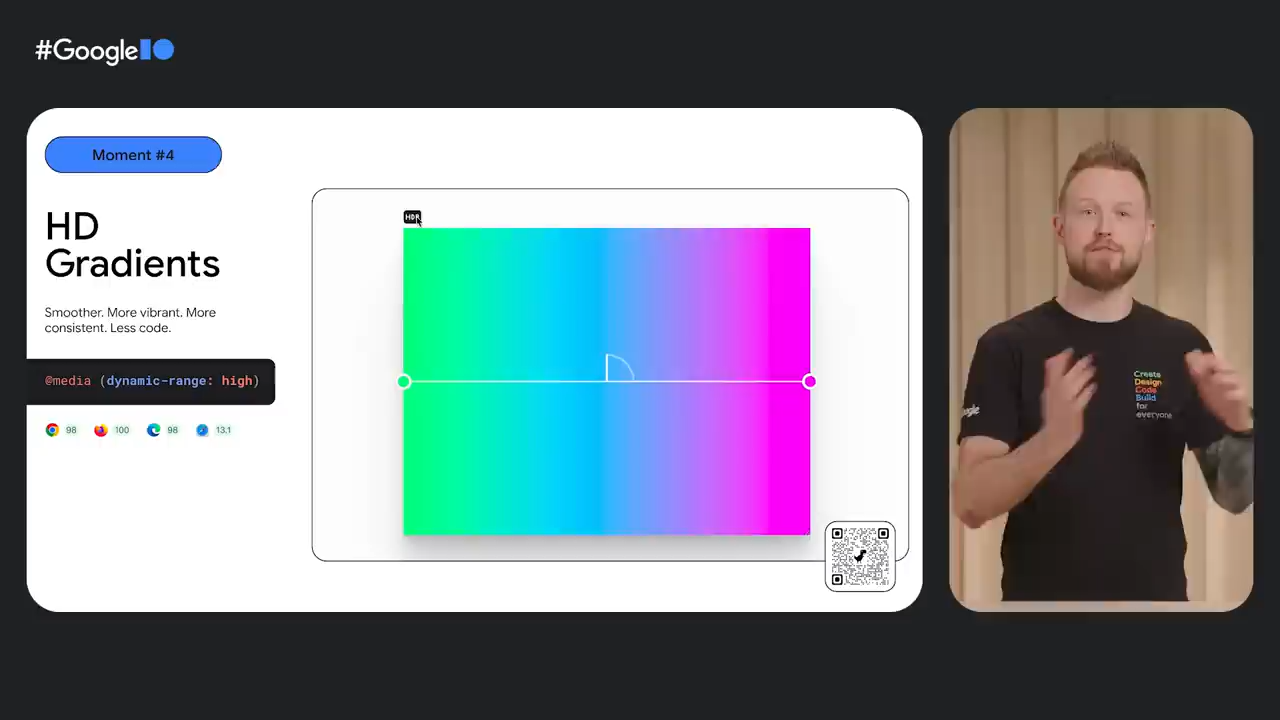 #Google IO
Moment #4
HD
Gradients
Smoother. More vibrant. More
consistent. Less code.
@media (dynamic-range: high)
98 100 98 13.1
HDR
Create
Design
Code
Build
for
everyone